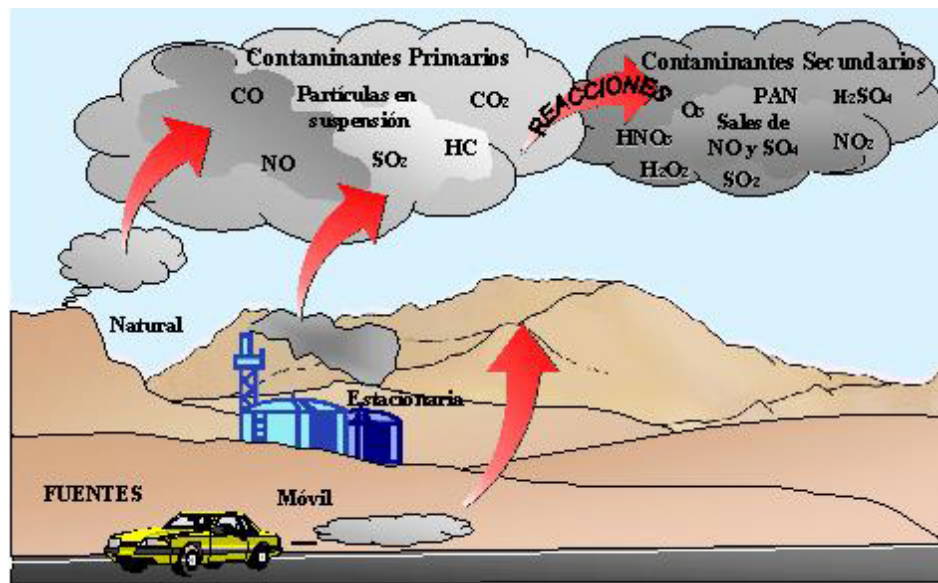 Contaminantes Primarios
CO
Partículas en
suspensión
CO₂
NO
SO₂
HC
REACCIONES
Contaminantes Secundarios
O₃
PAN
H₂SO₄
HNO₃
Sales de
NO y SO₄
NO₂
H₂O₂
SO₂
Natural
Estacionaria
FUENTES
Móvil